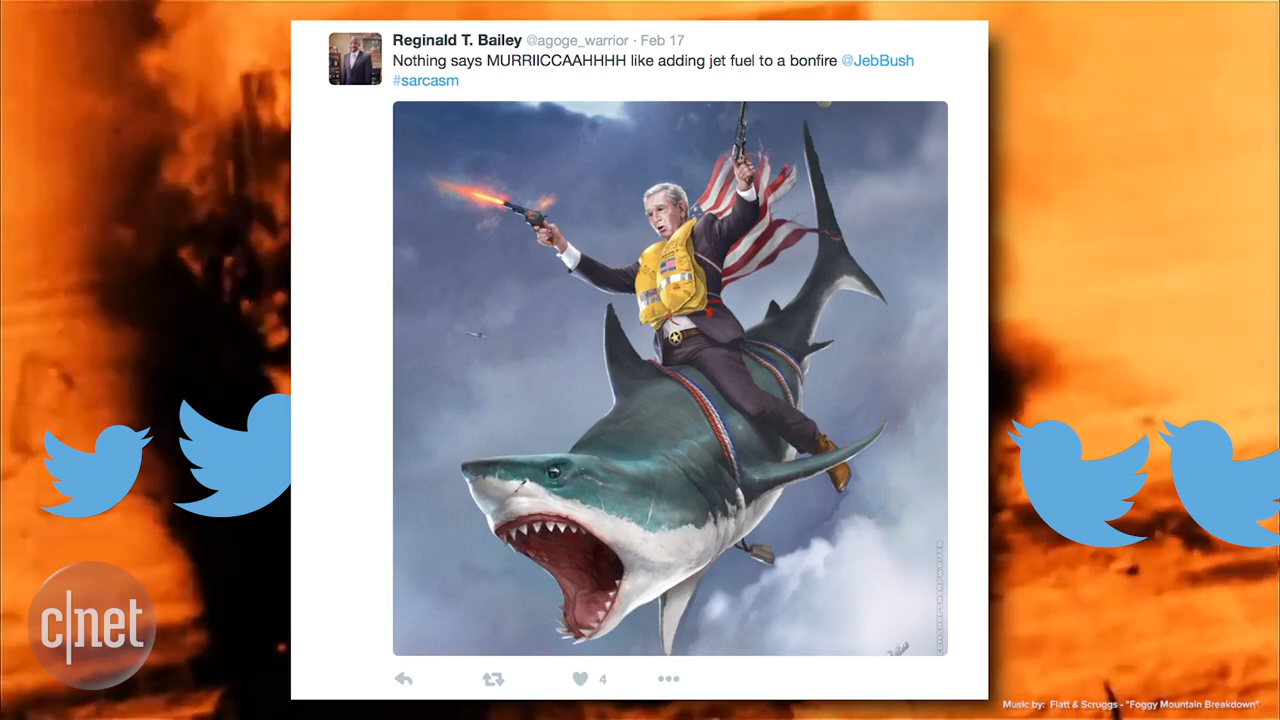 Reginald T. Bailey @agoge_warrior · Feb 17
Nothing says MURRIICCAAHHHH like adding jet fuel to a bonfire @JebBush
#sarcasm
4
c|net
Music by: Flatt & Scruggs - "Foggy Mountain Breakdown"